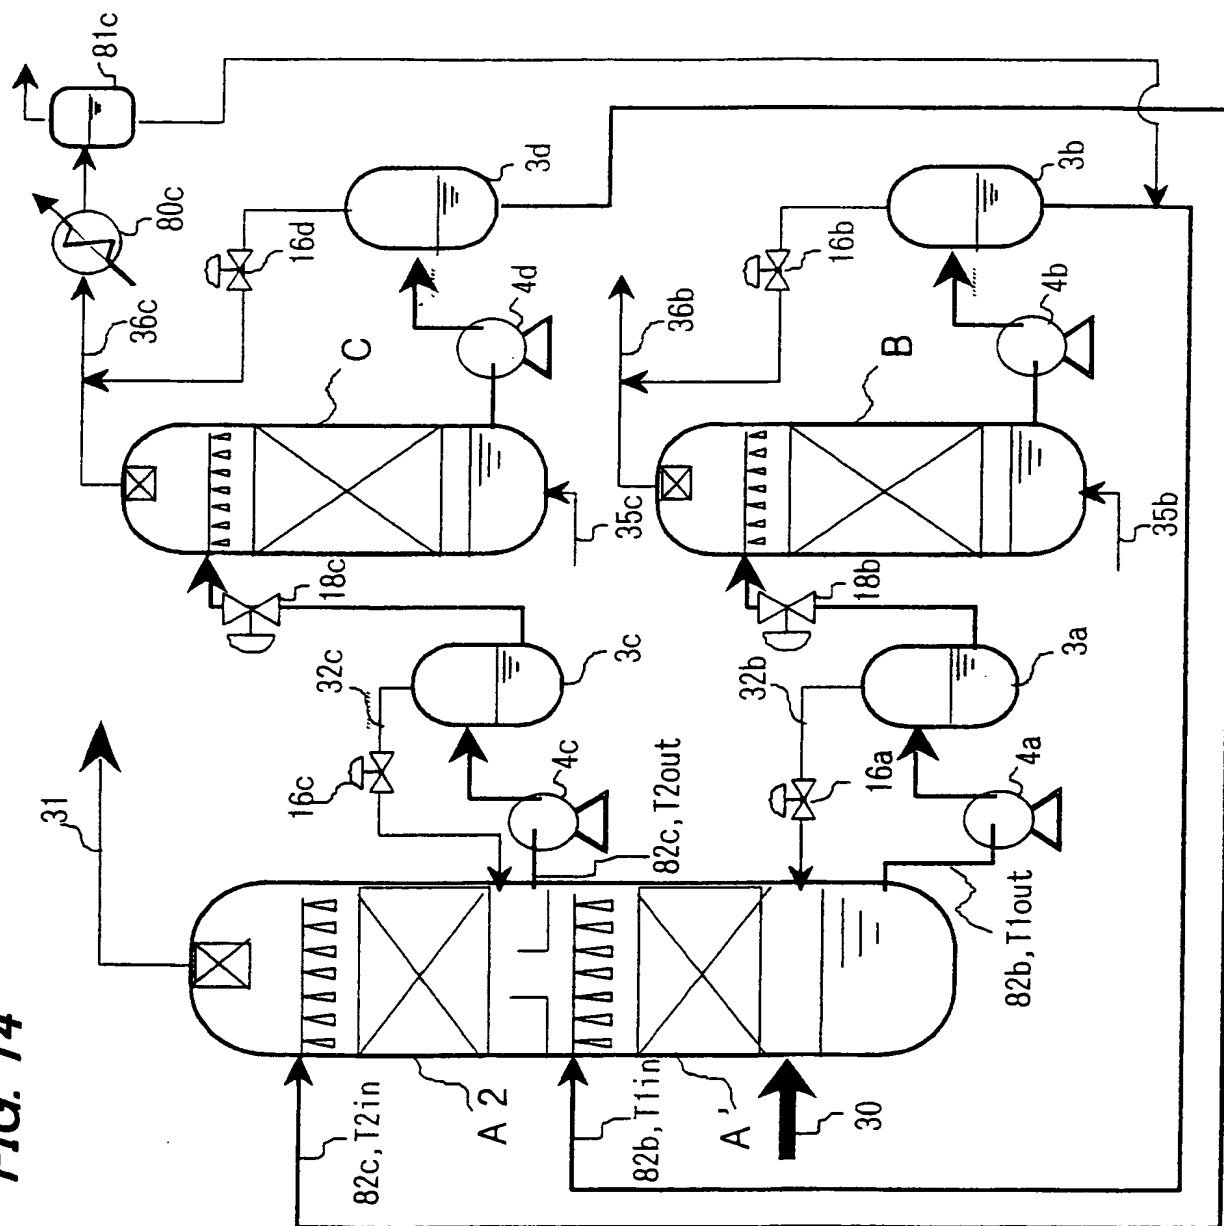 FIG. 14
31
82c, T2in
A 2
82b, T1in
A'
30
82b, T1out
82c, T2out
16c
32c
4c
3c
16a
32b
4a
3a
18c
35c
18b
35b
C
B
36c
16d
4d
3d
36b
16b
4b
3b
80c
81c